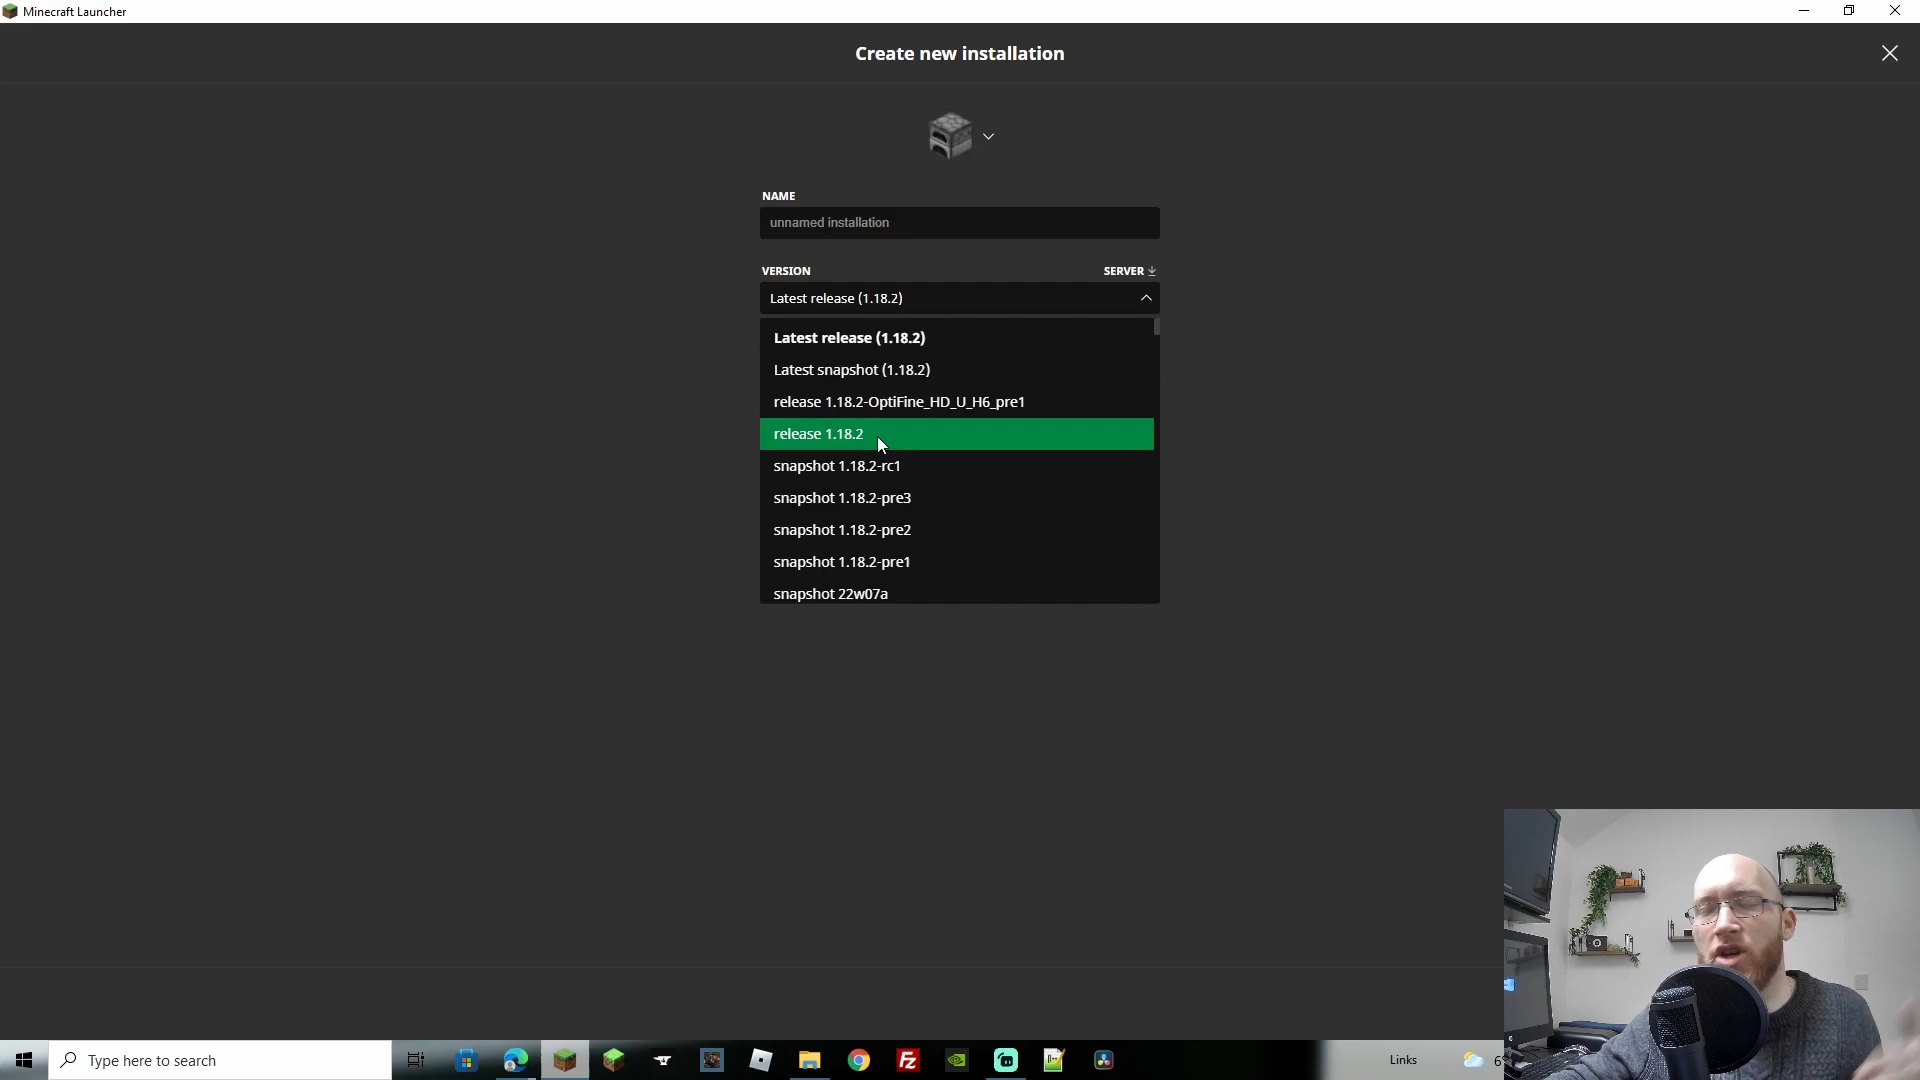 Minecraft Launcher
Create new installation
NAME
unnamed installation
VERSION
SERVER
Latest release (1.18.2)
Latest release (1.18.2)
Latest snapshot (1.18.2)
release 1.18.2-OptiFine_HD_U_H6_pre1
release 1.18.2
snapshot 1.18.2-rc1
snapshot 1.18.2-pre3
snapshot 1.18.2-pre2
snapshot 1.18.2-pre1
snapshot 22w07a
Type here to search
Fz
Links
6°